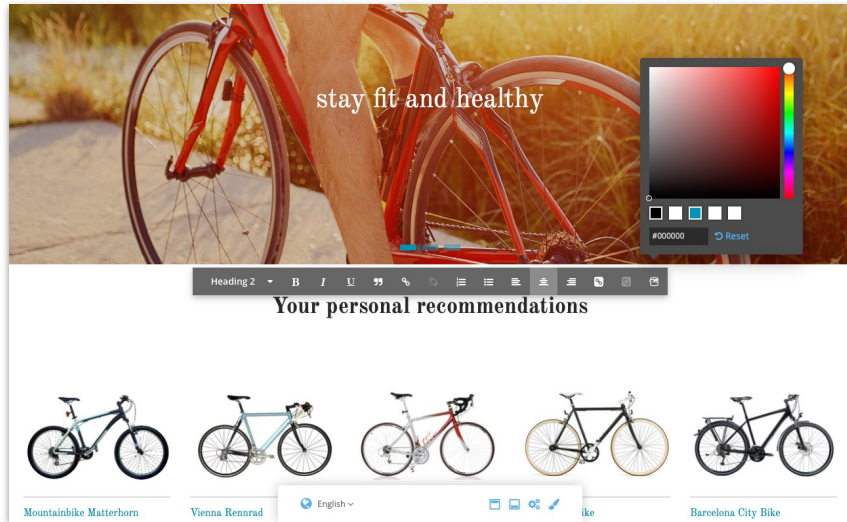 stay fit and healthy
#000000
Reset
Heading 2
B I U
Your personal recommendations
Mountainbike Matterhorn
Vienna Rennrad
English
Barcelona City Bike